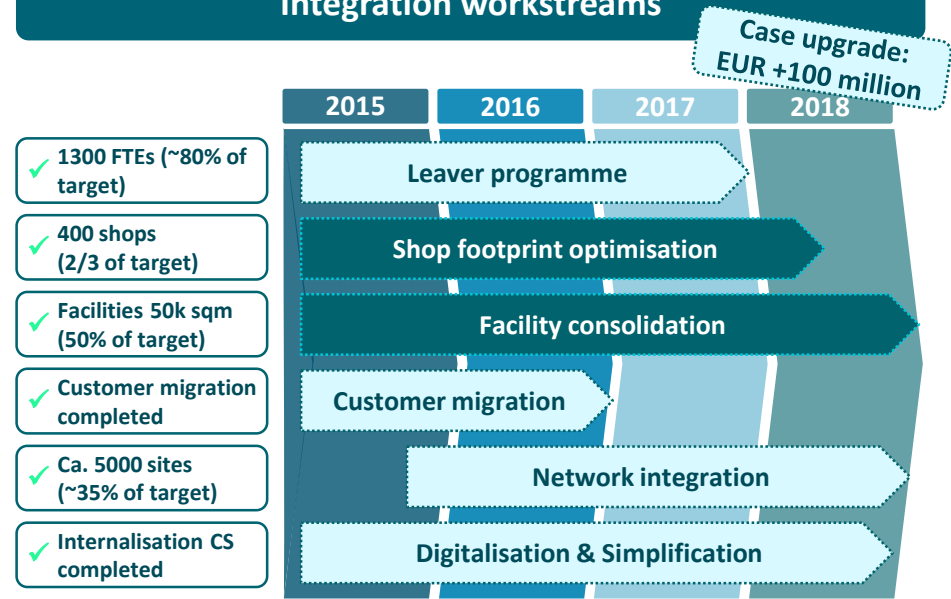 Integration workstreams
Case upgrade:
EUR +100 million
2015
2016
2017
2018
1300 FTEs (~80% of
target)
Leaver programme
400 shops
(2/3 of target)
Shop footprint optimisation
Facilities 50k sqm
(50% of target)
Facility consolidation
Customer migration
completed
Customer migration
Ca. 5000 sites
(~35% of target)
Network integration
Internalisation CS
completed
Digitalisation & Simplification